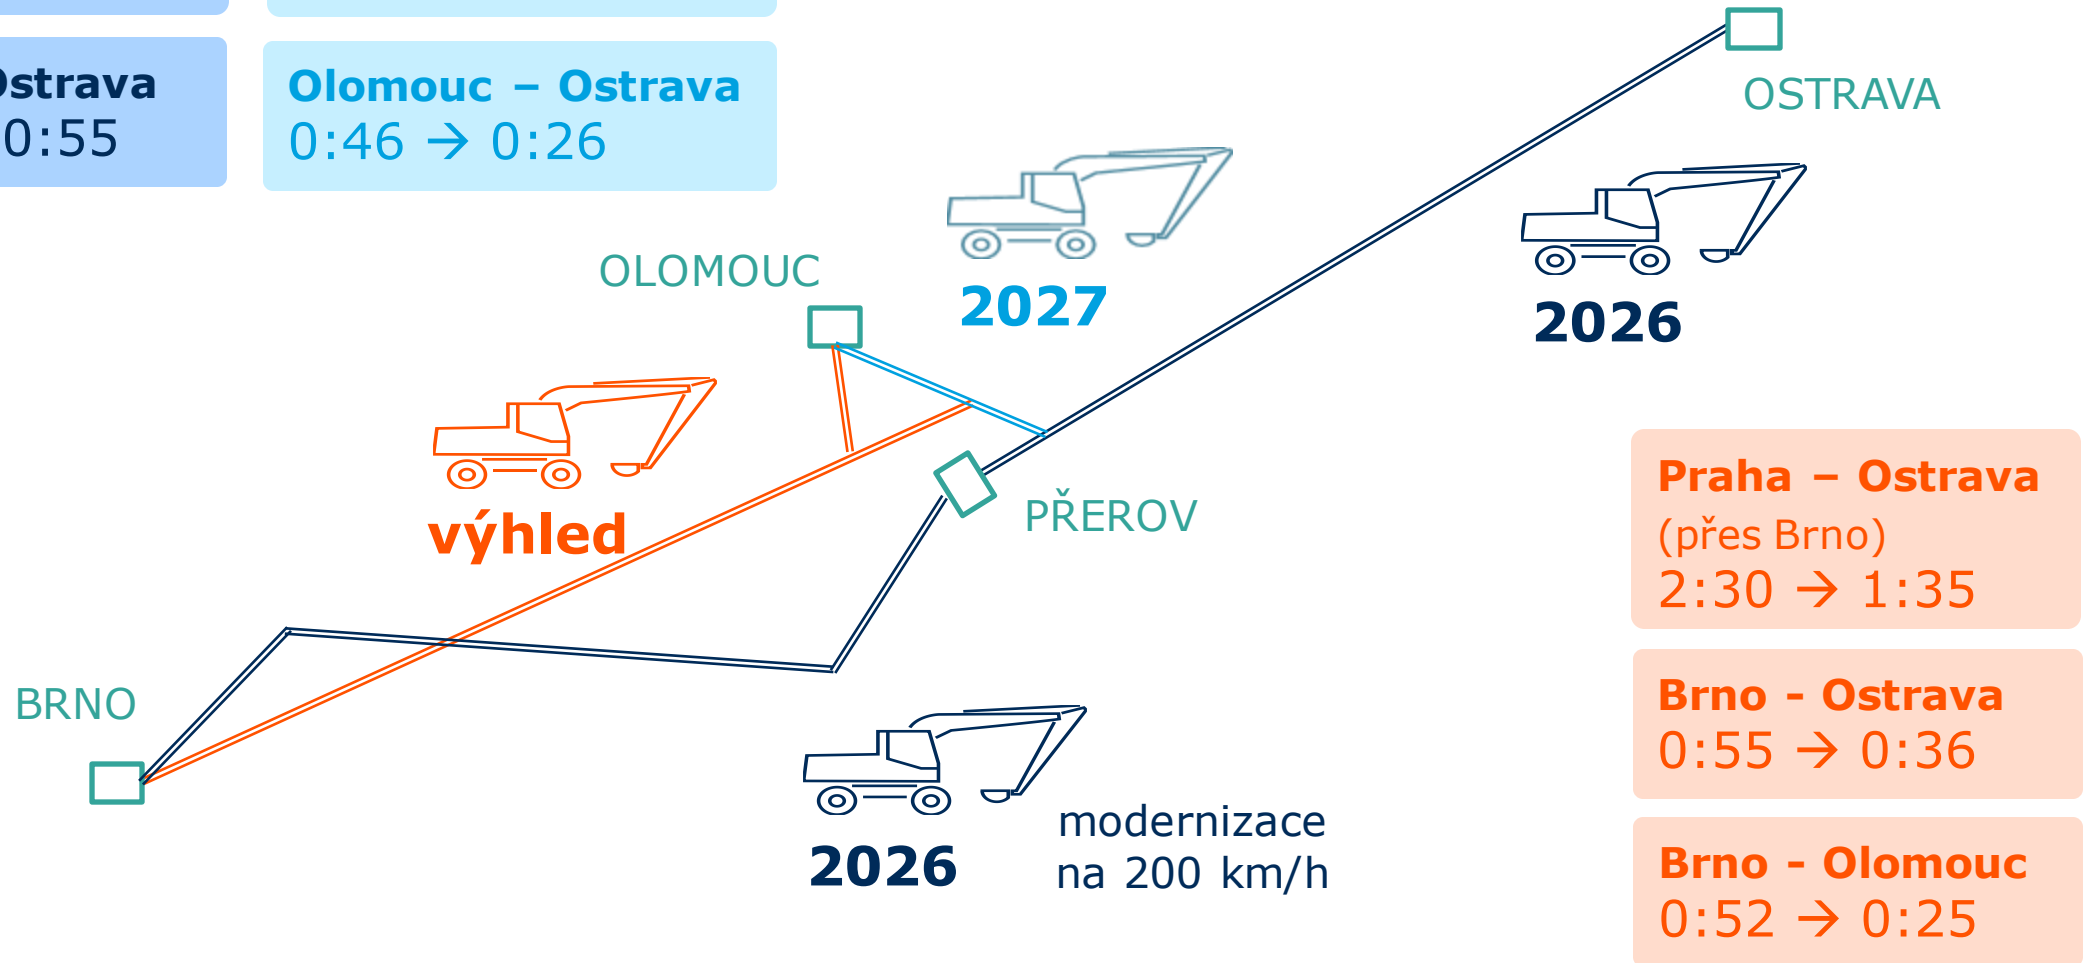 Ostrava
0:55
Olomouc – Ostrava
0:46 → 0:26
OSTRAVA
OLOMOUC
2027
2026
výhled
PŘEROV
Praha – Ostrava
(přes Brno)
2:30 → 1:35
BRNO
Brno - Ostrava
0:55 → 0:36
2026
modernizace
na 200 km/h
Brno - Olomouc
0:52 → 0:25